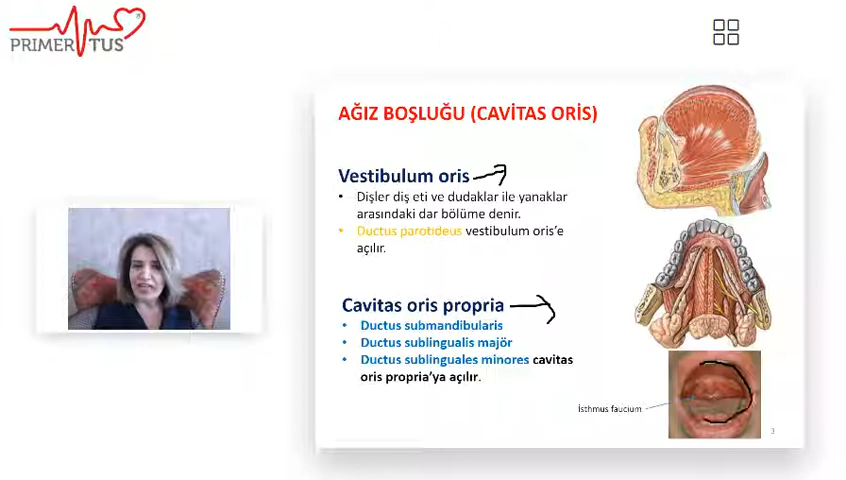 PRIMER TUS
AĞIZ BOŞLUĞU (CAVİTAS ORİS)
Vestibulum oris
• Dişler diş eti ve dudaklar ile yanaklar
arasındaki dar bölüme denir.
• Ductus parotideus vestibulum oris’e
açılır.
Cavitas oris propria
• Ductus submandibularis
• Ductus sublingualis majör
• Ductus sublinguales minores cavitas
oris propria’ya açılır.
İsthmus faucium
3